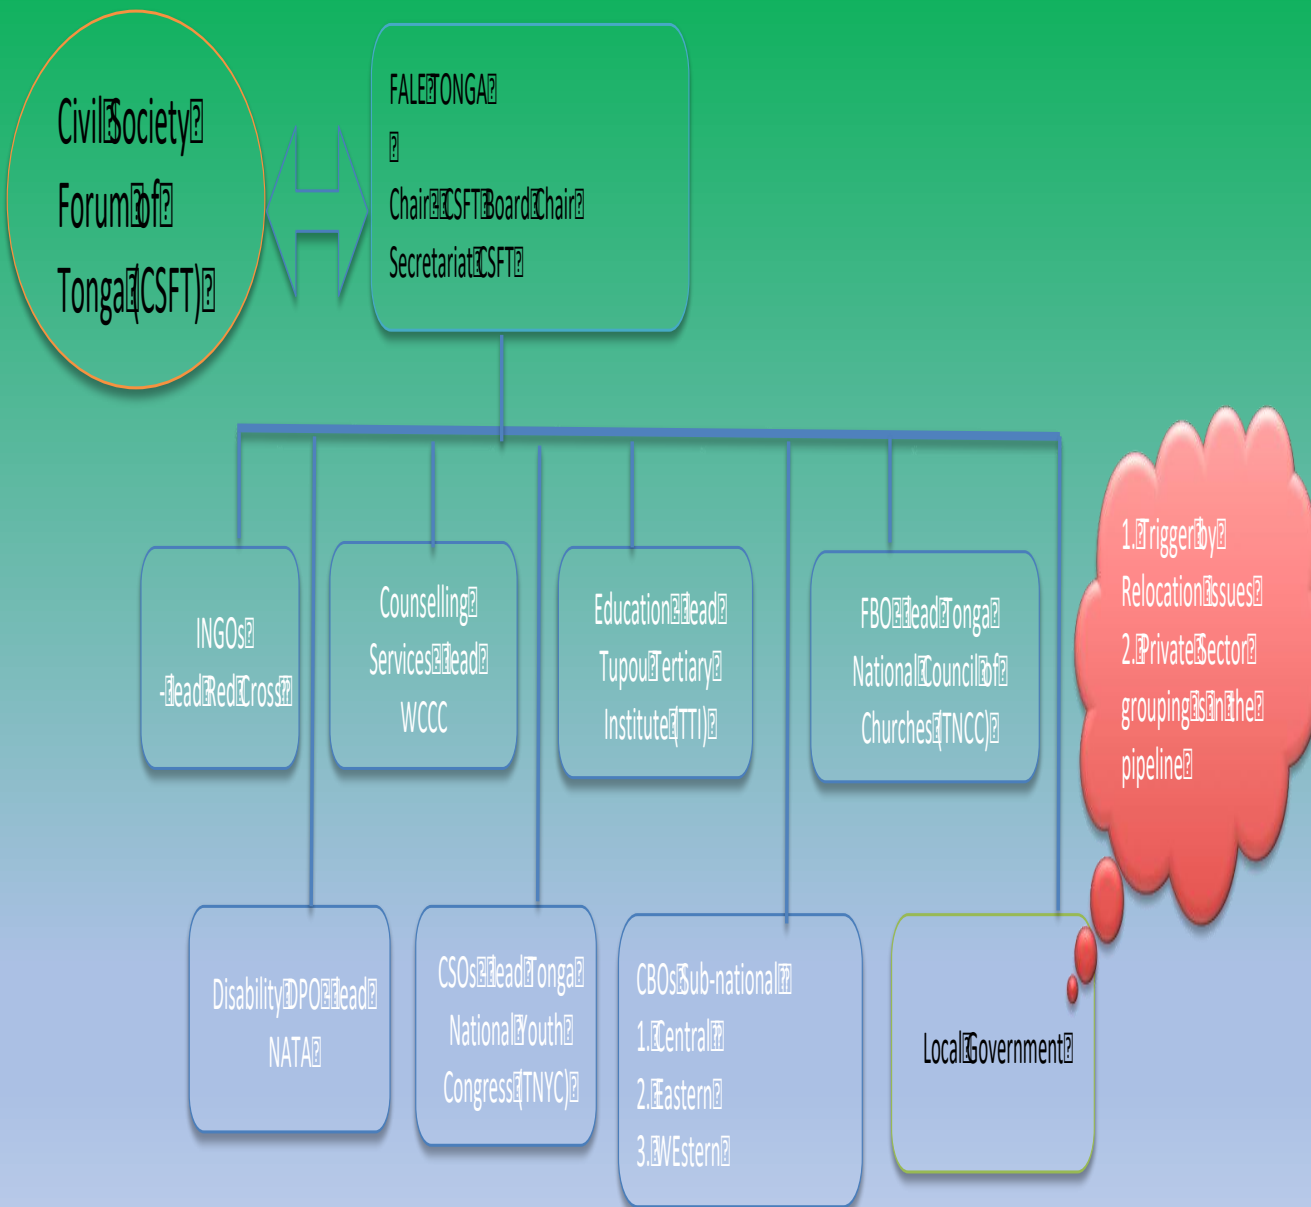 Civil Society
Forum of
Tonga (CSFT)
FALE TONGA
Chair - CSFT Board Chair
Secretariat CSFT
INGOs
- lead Red Cross
Counselling
Services - lead
WCCC
Education - lead
Tupou Tertiary
Institute (TTI)
FBO - lead Tonga
National Council of
Churches (TNCC)
1. Trigger by
Relocation issues
2. Private Sector
grouping is in the
pipeline
Disability DPO - lead
NATA
CSOs - lead Tonga
National Youth
Congress (TNYC)
CBOs Sub-national
1. Central
2. Eastern
3. WEstern
Local Government